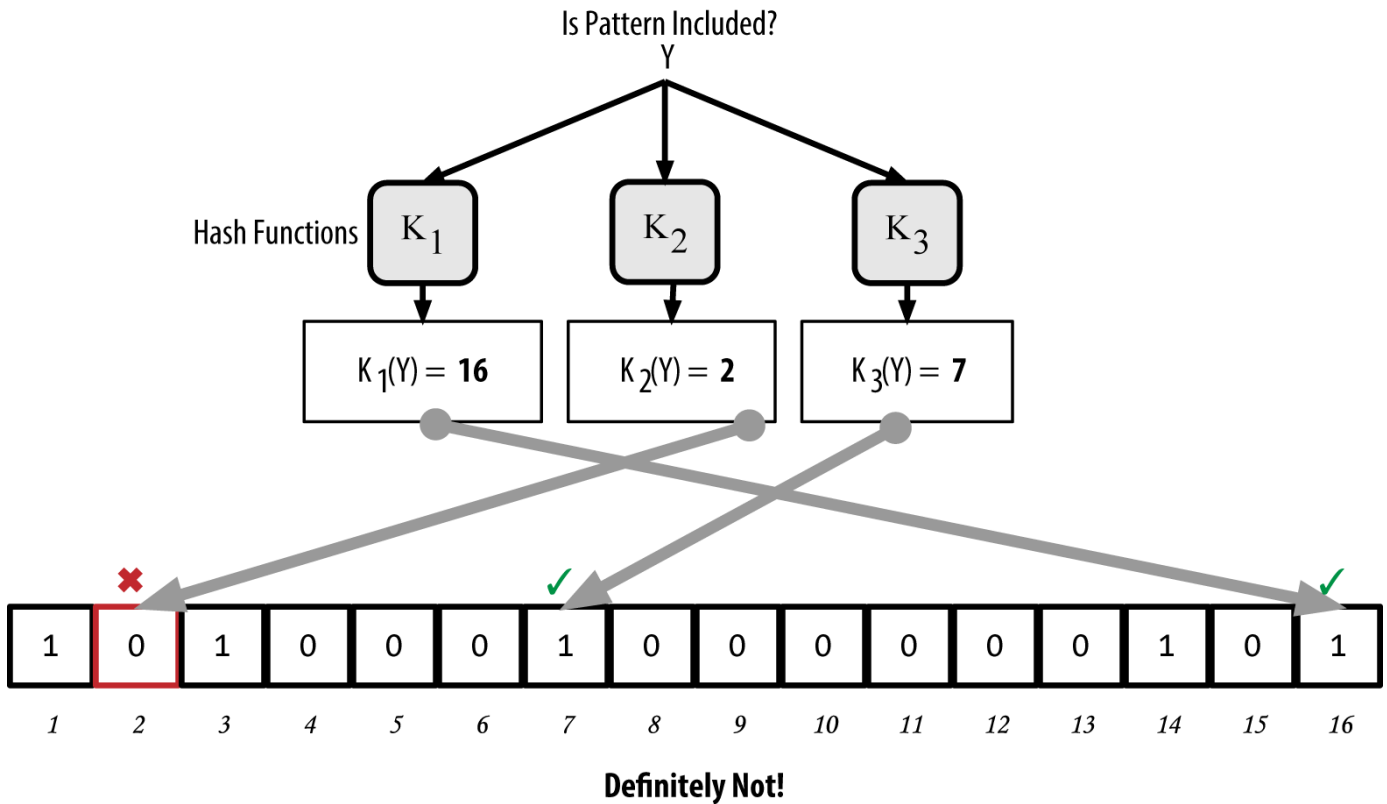 Is Pattern Included?
Y
Hash Functions K1 K2 K3
K1(Y) = 16 K2(Y) = 2 K3(Y) = 7
✖ ✓ ✓
1 0 1 0 0 0 1 0 0 0 0 0 0 1 0 1
1 2 3 4 5 6 7 8 9 10 11 12 13 14 15 16
Definitely Not!